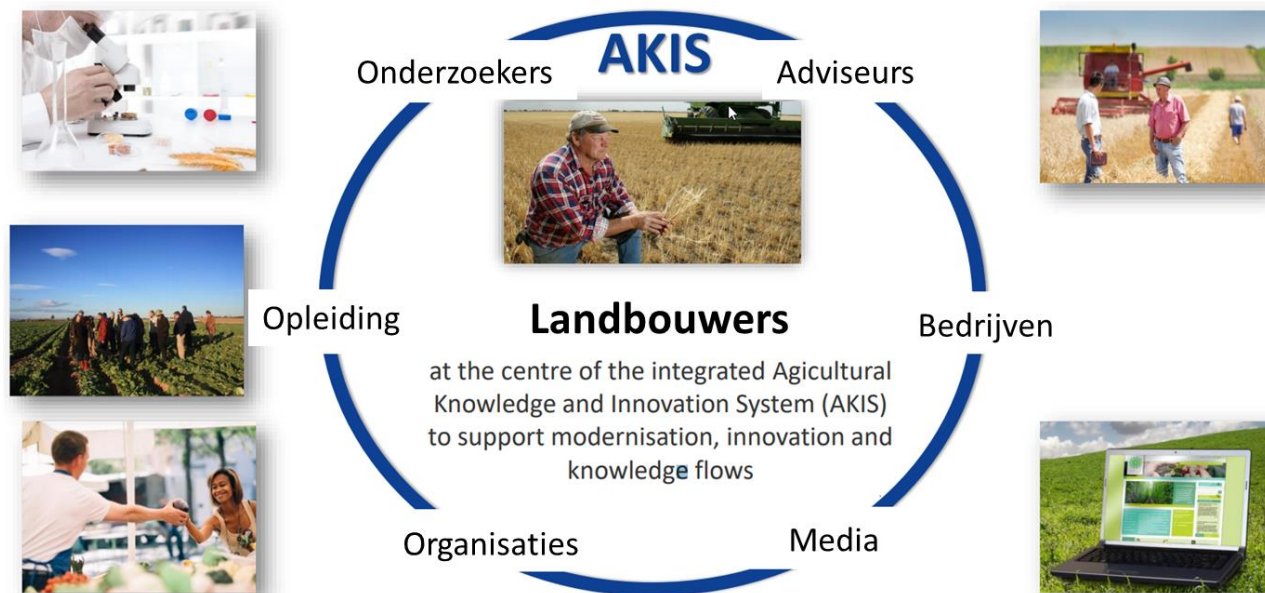 AKIS
Onderzoekers
Adviseurs
Opleiding
Landbouwers
Bedrijven
at the centre of the integrated Agicultural
Knowledge and Innovation System (AKIS)
to support modernisation, innovation and
knowledge flows
Organisaties
Media